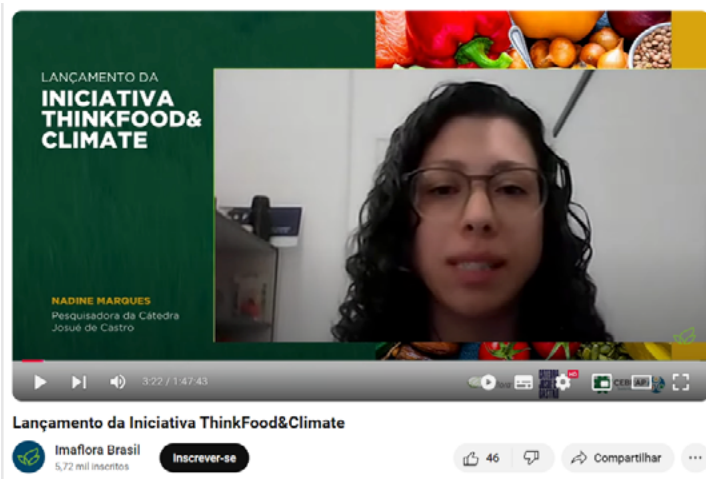 LANÇAMENTO DA
INICIATIVA
THINKFOOD&
CLIMATE
NADINE MARQUES
Pesquisadora da Cátedra
Josué de Castro
3:22 / 1:47:43
HD
Lançamento da Iniciativa ThinkFood&Climate
Imaflora Brasil
5,72 mil inscritos
Inscrever-se
46
Compartilhar